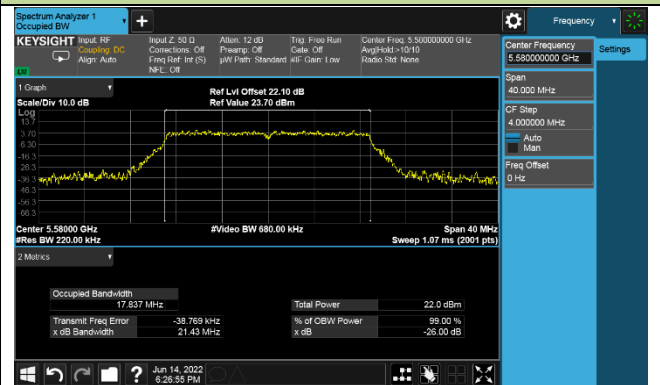 Spectrum Analyzer 1
Occupied BW
+
Frequency
KEYSIGHT
Input: RF
Coupling: DC
Align: Auto
Input Z: 50 Ω
Corrections: Off
Freq Ref: Int (S)
NFE: Off
Atten: 12 dB
Preamp: Off
µW Path: Standard
Trig: Free Run
Gate: Off
#IF Gain: Low
Center Freq: 5.580000000 GHz
Avg|Hold:>10/10
Radio Std: None
LXI
Center Frequency
5.580000000 GHz
Settings
Span
40.000 MHz
CF Step
4.000000 MHz
Auto
Man
Freq Offset
0 Hz
1 Graph
Scale/Div 10.0 dB
Ref Lvl Offset 22.10 dB
Ref Value 23.70 dBm
Log
13.7
3.70
-6.30
-16.3
-26.3
-36.3
-46.3
-56.3
-66.3
Center 5.58000 GHz
#Res BW 220.00 kHz
#Video BW 680.00 kHz
Span 40 MHz
Sweep 1.07 ms (2001 pts)
2 Metrics
Occupied Bandwidth
17.837 MHz
Total Power 22.0 dBm
Transmit Freq Error -38.769 kHz
% of OBW Power 99.00 %
x dB Bandwidth 21.43 MHz
x dB -26.00 dB
?
Jun 14, 2022
6:26:55 PM